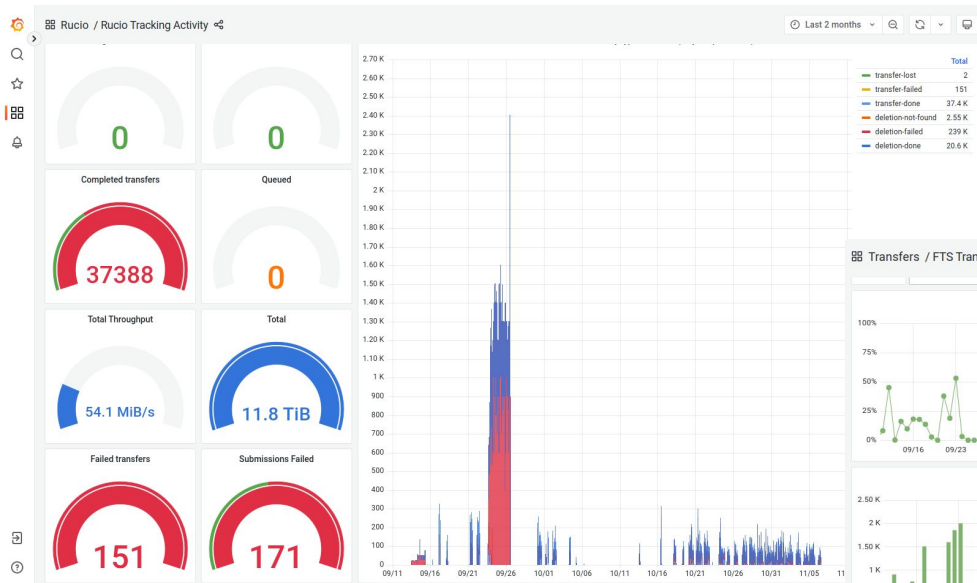 Rucio / Rucio Tracking Activity
Last 2 months
0
0
Completed transfers
37388
Queued
0
Total Throughput
54.1 MiB/s
Total
11.8 TiB
Failed transfers
151
Submissions Failed
171
2.70 K
2.60 K
2.50 K
2.40 K
2.30 K
2.20 K
2.10 K
2 K
1.90 K
1.80 K
1.70 K
1.60 K
1.50 K
1.40 K
1.30 K
1.20 K
1.10 K
1 K
900
800
700
600
500
400
300
200
100
0
09/11 09/16 09/21 09/26 10/01 10/06 10/11 10/16 10/21 10/26 10/31 11/05 11
Total
transfer-lost 2
transfer-failed 151
transfer-done 37.4 K
deletion-not-found 2.55 K
deletion-failed 239 K
deletion-done 20.6 K
Transfers / FTS Tran
100%
75%
50%
25%
0%
09/16 09/23
2.50 K
2 K
1.50 K
1 K